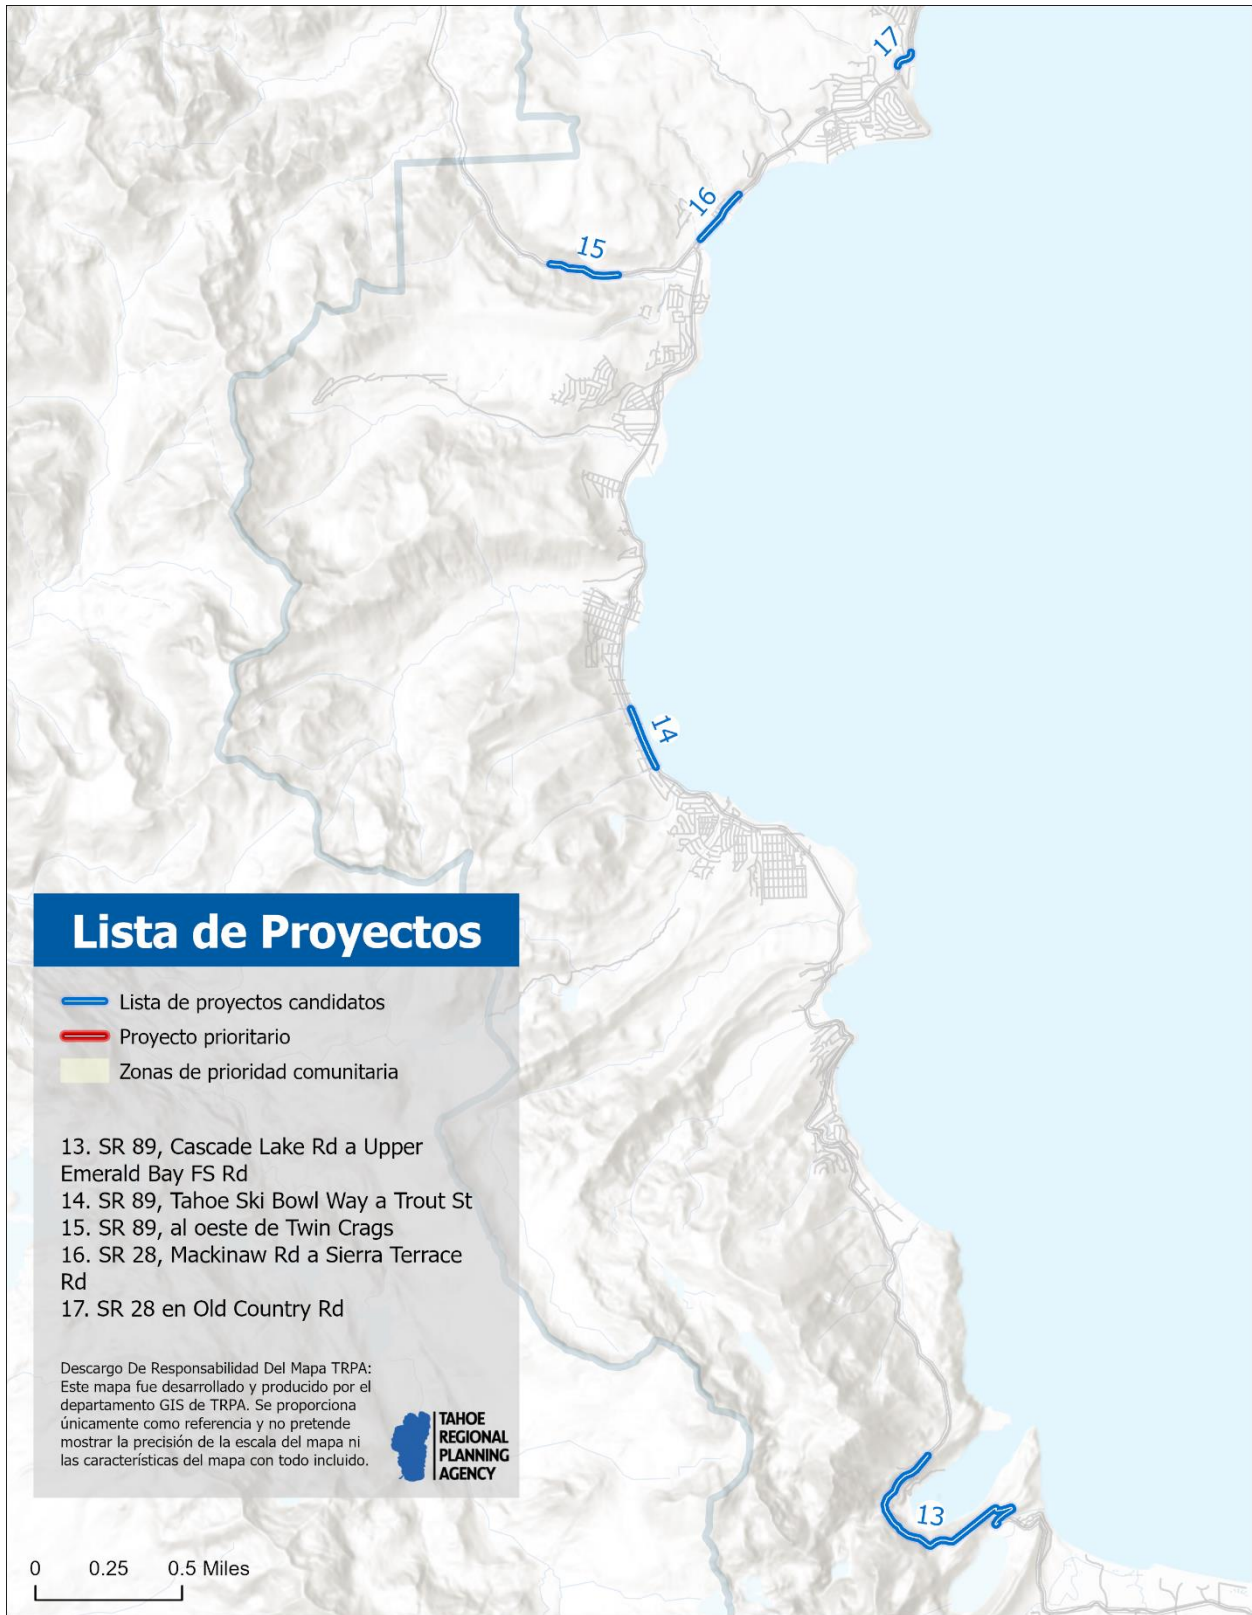 17
16
15
14
Lista de Proyectos
Lista de proyectos candidatos
Proyecto prioritario
Zonas de prioridad comunitaria
13. SR 89, Cascade Lake Rd a Upper
Emerald Bay FS Rd
14. SR 89, Tahoe Ski Bowl Way a Trout St
15. SR 89, al oeste de Twin Crags
16. SR 28, Mackinaw Rd a Sierra Terrace
Rd
17. SR 28 en Old Country Rd
Descargo De Responsabilidad Del Mapa TRPA:
Este mapa fue desarrollado y producido por el
departamento GIS de TRPA. Se proporciona
únicamente como referencia y no pretende
mostrar la precisión de la escala del mapa ni
las características del mapa con todo incluido.
TAHOE
REGIONAL
PLANNING
AGENCY
13
0 0.25 0.5 Miles